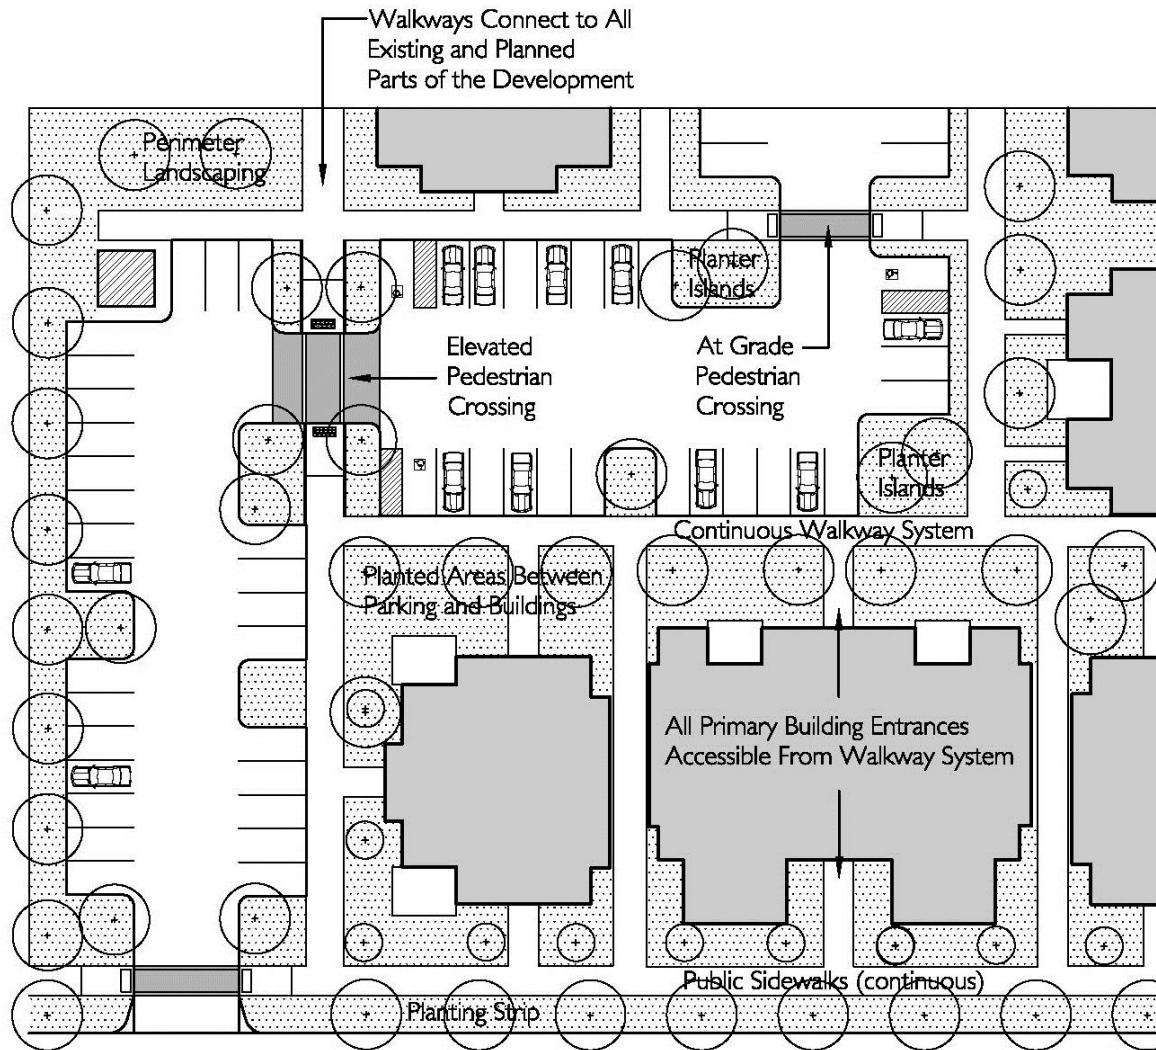 Walkways Connect to All
Existing and Planned
Parts of the Development
Perimeter
Landscaping
Planter
Islands
Elevated
Pedestrian
Crossing
At Grade
Pedestrian
Crossing
Planter
Islands
Continuous Walkway System
Planted Areas Between
Parking and Buildings
All Primary Building Entrances
Accessible From Walkway System
Public Sidewalks (continuous)
Planting Strip